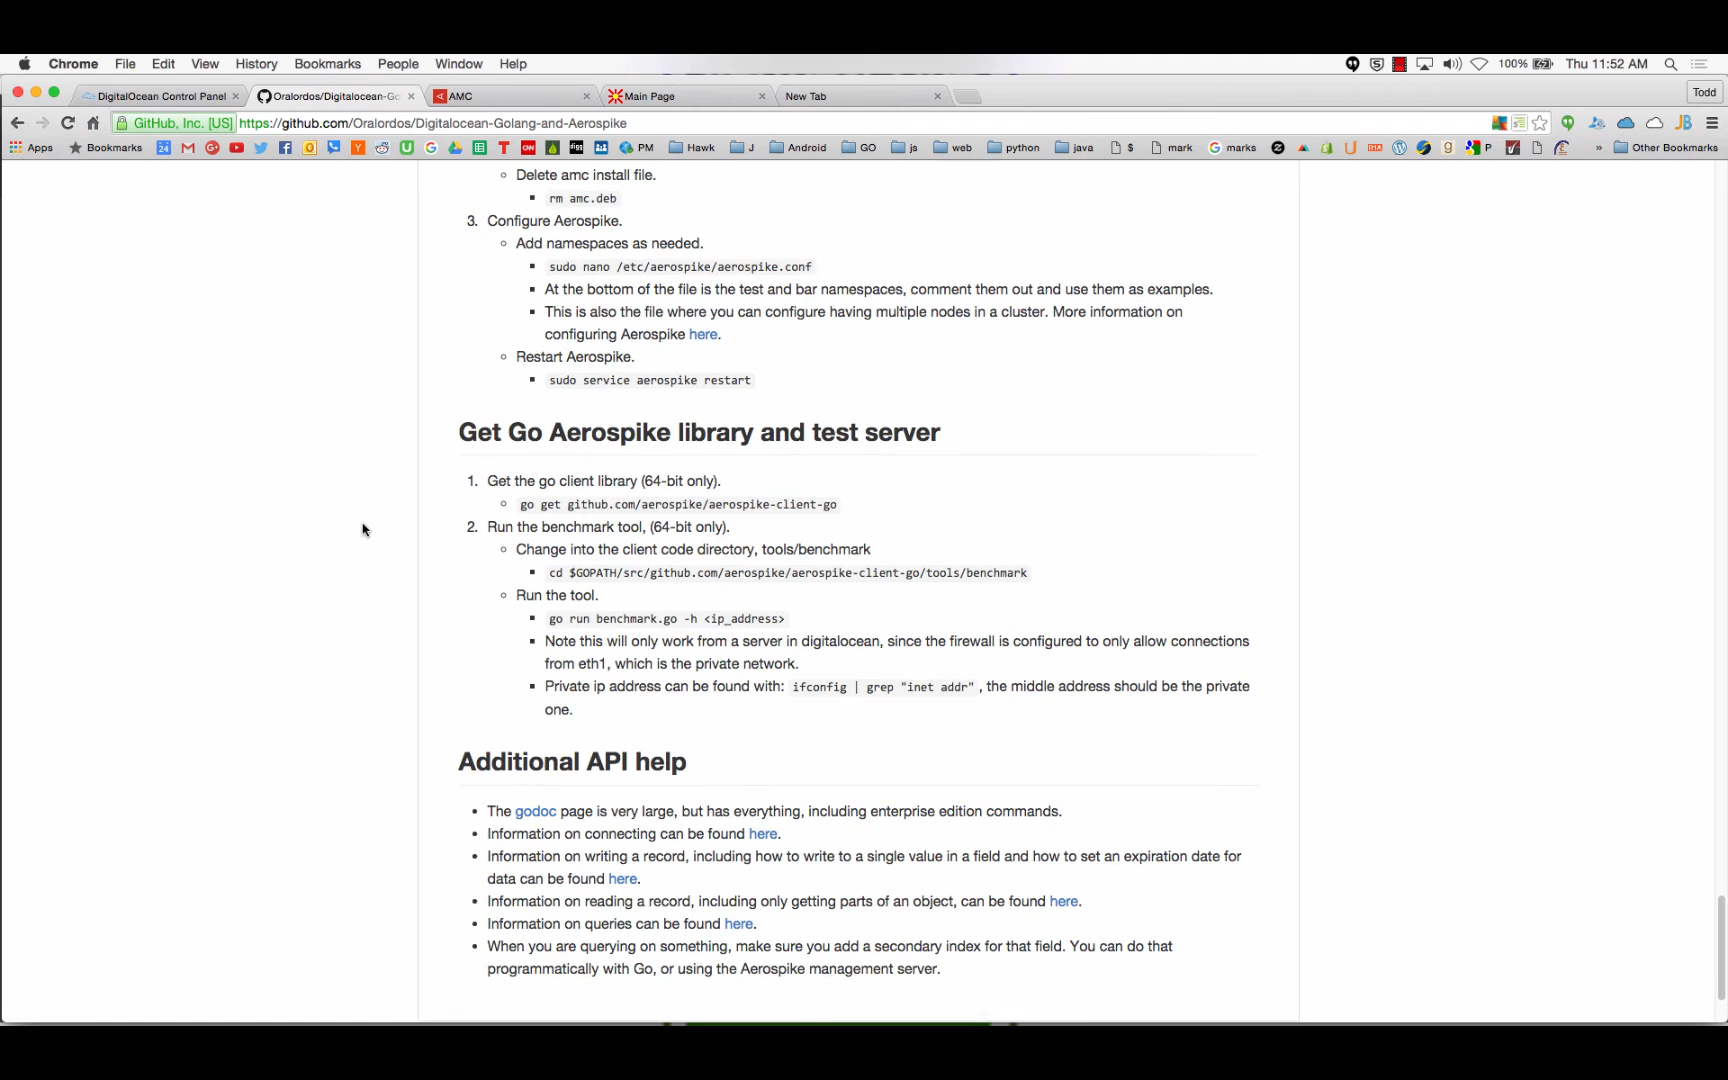 Chrome File Edit View History Bookmarks People Window Help 100% Thu 11:52 AM
DigitalOcean Control Panel Oralordos/Digitalocean-Go AMC Main Page New Tab Todd
GitHub, Inc. [US] https://github.com/Oralordos/Digitalocean-Golang-and-Aerospike
Apps Bookmarks PM Hawk J Android GO js web python java $ mark marks P » Other Bookmarks
Delete amc install file.
rm amc.deb
3. Configure Aerospike.
Add namespaces as needed.
sudo nano /etc/aerospike/aerospike.conf
At the bottom of the file is the test and bar namespaces, comment them out and use them as examples.
This is also the file where you can configure having multiple nodes in a cluster. More information on
configuring Aerospike here.
Restart Aerospike.
sudo service aerospike restart
Get Go Aerospike library and test server
1. Get the go client library (64-bit only).
go get github.com/aerospike/aerospike-client-go
2. Run the benchmark tool, (64-bit only).
Change into the client code directory, tools/benchmark
cd $GOPATH/src/github.com/aerospike/aerospike-client-go/tools/benchmark
Run the tool.
go run benchmark.go -h <ip_address>
Note this will only work from a server in digitalocean, since the firewall is configured to only allow connections
from eth1, which is the private network.
Private ip address can be found with: ifconfig | grep "inet addr" , the middle address should be the private
one.
Additional API help
The godoc page is very large, but has everything, including enterprise edition commands.
Information on connecting can be found here.
Information on writing a record, including how to write to a single value in a field and how to set an expiration date for
data can be found here.
Information on reading a record, including only getting parts of an object, can be found here.
Information on queries can be found here.
When you are querying on something, make sure you add a secondary index for that field. You can do that
programmatically with Go, or using the Aerospike management server.